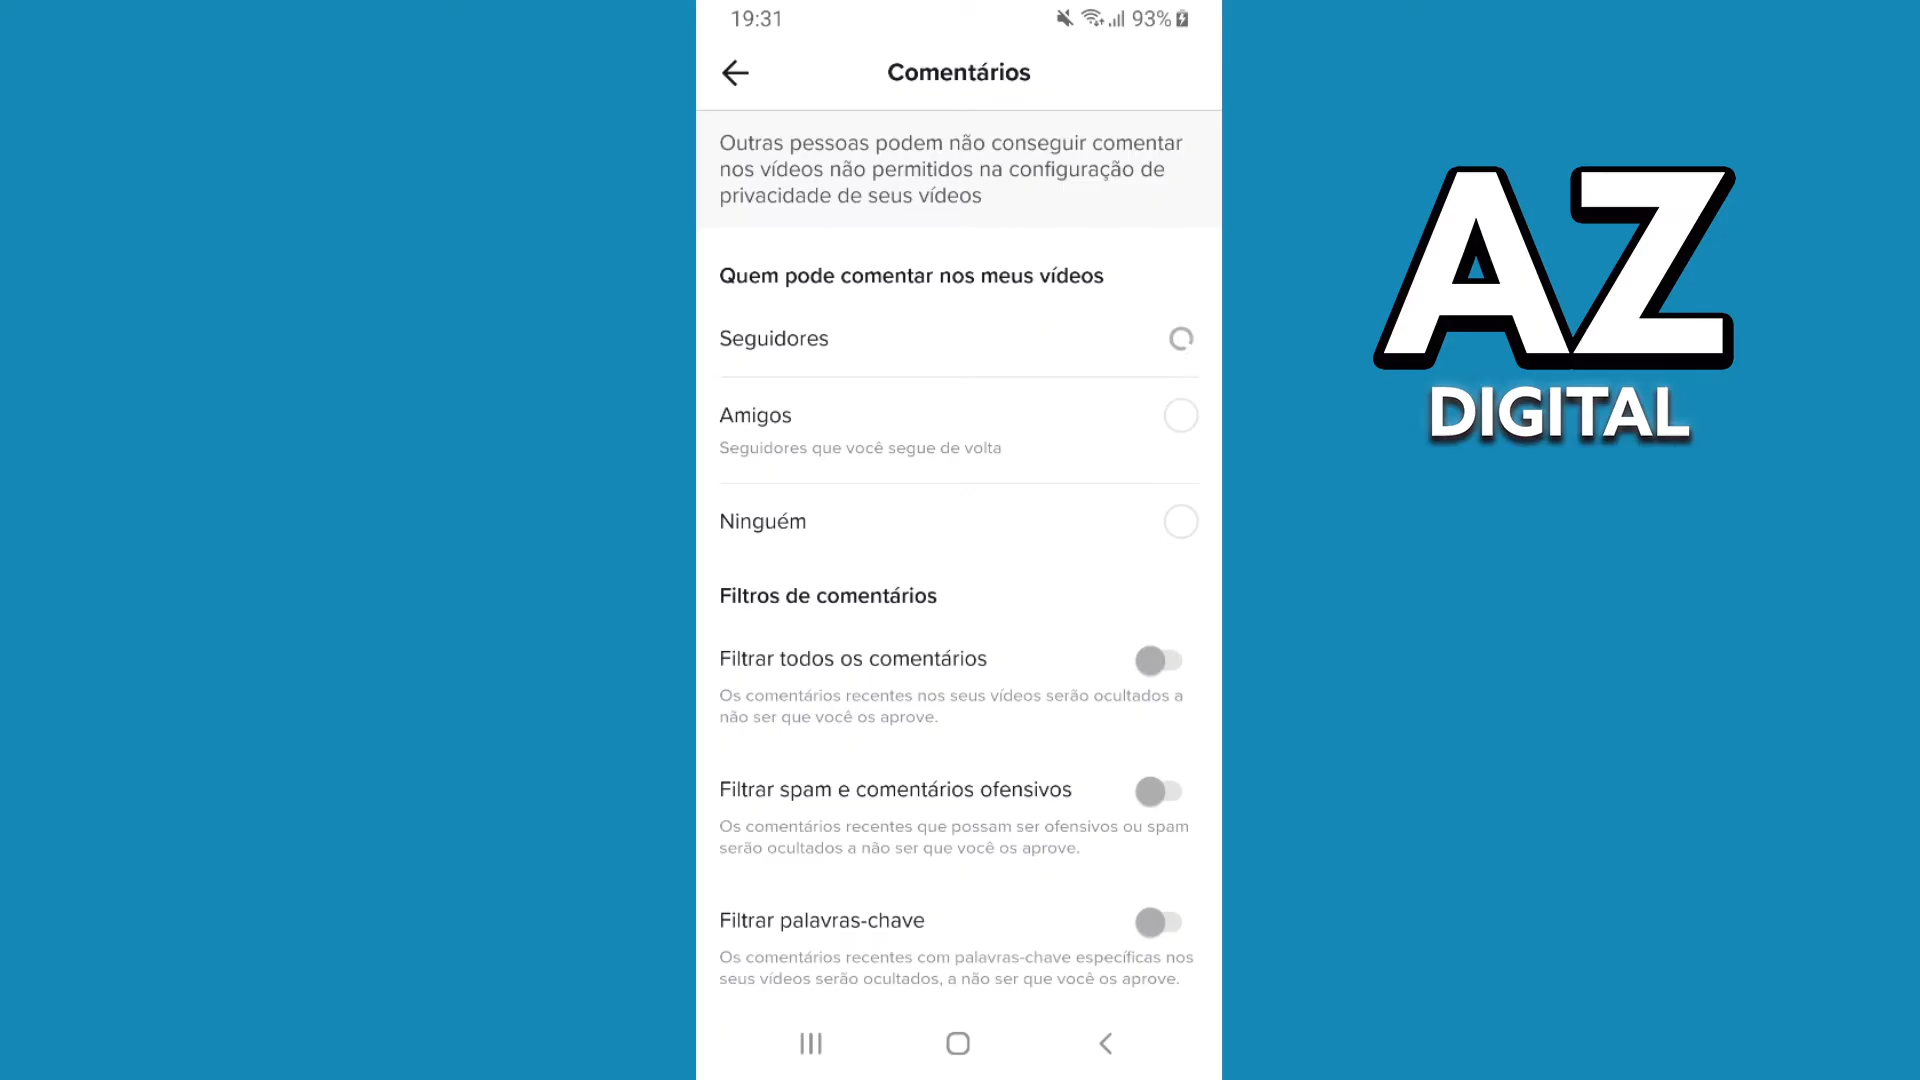 19:31
93%
Comentários
Outras pessoas podem não conseguir comentar
nos vídeos não permitidos na configuração de
privacidade de seus vídeos
Quem pode comentar nos meus vídeos
Seguidores
Amigos
Seguidores que você segue de volta
Ninguém
Filtros de comentários
Filtrar todos os comentários
Os comentários recentes nos seus vídeos serão ocultados a
não ser que você os aprove.
Filtrar spam e comentários ofensivos
Os comentários recentes que possam ser ofensivos ou spam
serão ocultados a não ser que você os aprove.
Filtrar palavras-chave
Os comentários recentes com palavras-chave específicas nos
seus vídeos serão ocultados, a não ser que você os aprove.
AZ
DIGITAL